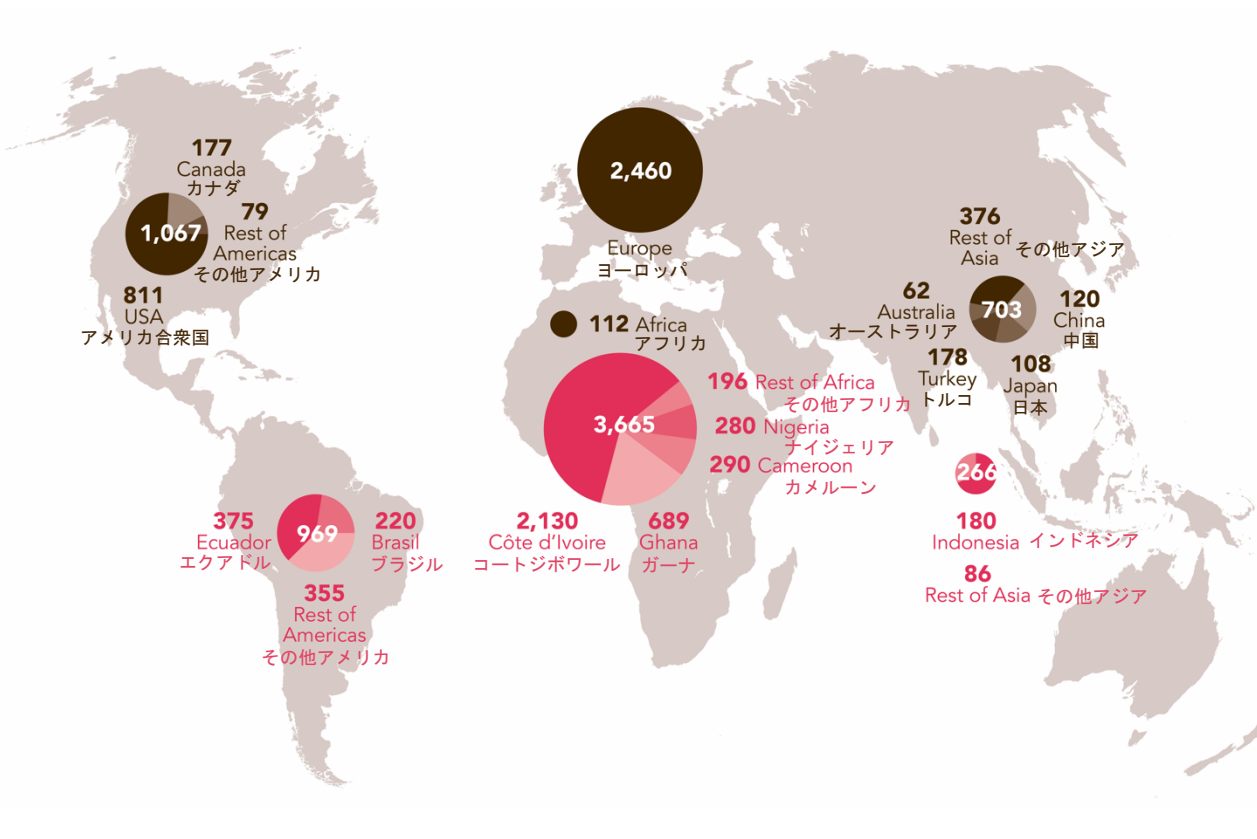 177
Canada
カナダ
1,067
79
Rest of
Americas
その他アメリカ
811
USA
アメリカ合衆国
2,460
Europe
ヨーロッパ
112 Africa
アフリカ
376
Rest of
Asia
その他アジア
703
62
Australia
オーストラリア
120
China
中国
178
Turkey
トルコ
108
Japan
日本
3,665
196 Rest of Africa
その他アフリカ
280 Nigeria
ナイジェリア
290 Cameroon
カメルーン
2,130
Côte d'Ivoire
コートジボワール
689
Ghana
ガーナ
969
375
Ecuador
エクアドル
220
Brasil
ブラジル
355
Rest of
Americas
その他アメリカ
266
180
Indonesia インドネシア
86
Rest of Asia その他アジア